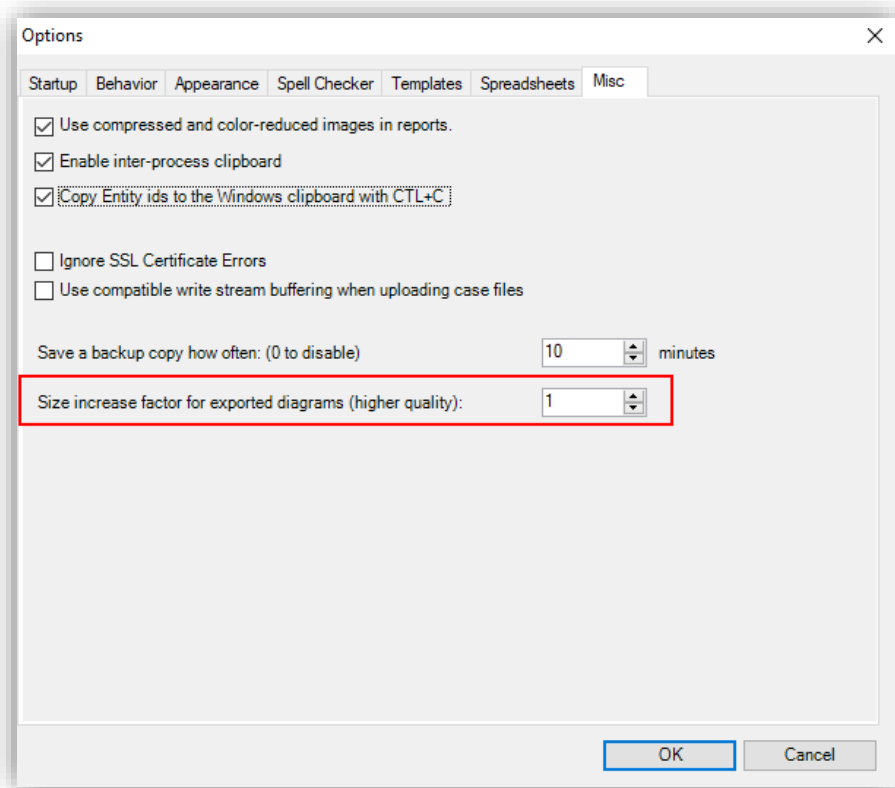 Options
Startup Behavior Appearance Spell Checker Templates Spreadsheets Misc
Use compressed and color-reduced images in reports.
Enable inter-process clipboard
Copy Entity ids to the Windows clipboard with CTL+C
Ignore SSL Certificate Errors
Use compatible write stream buffering when uploading case files
Save a backup copy how often: (0 to disable) 10 minutes
Size increase factor for exported diagrams (higher quality): 1
OK Cancel